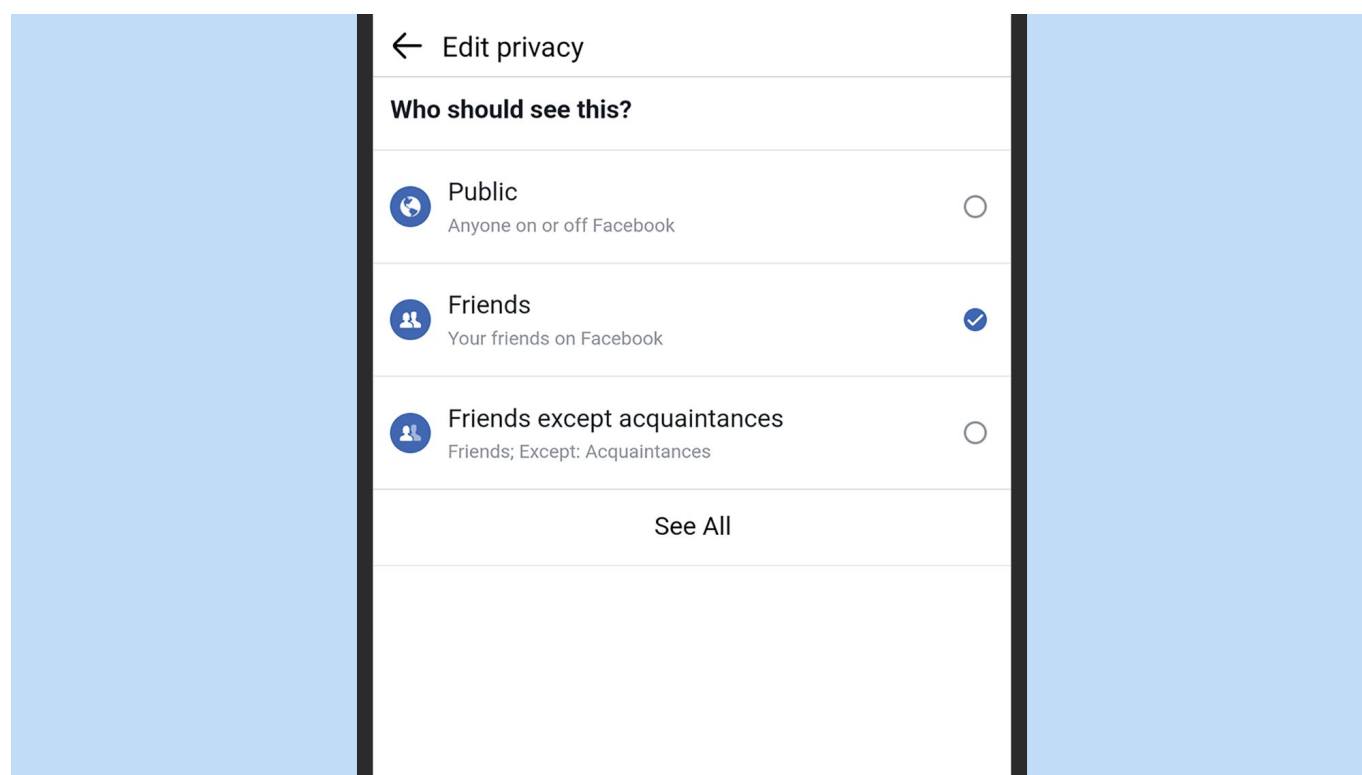 Edit privacy
Who should see this?
Public
Anyone on or off Facebook
Friends
Your friends on Facebook
Friends except acquaintances
Friends; Except: Acquaintances
See All